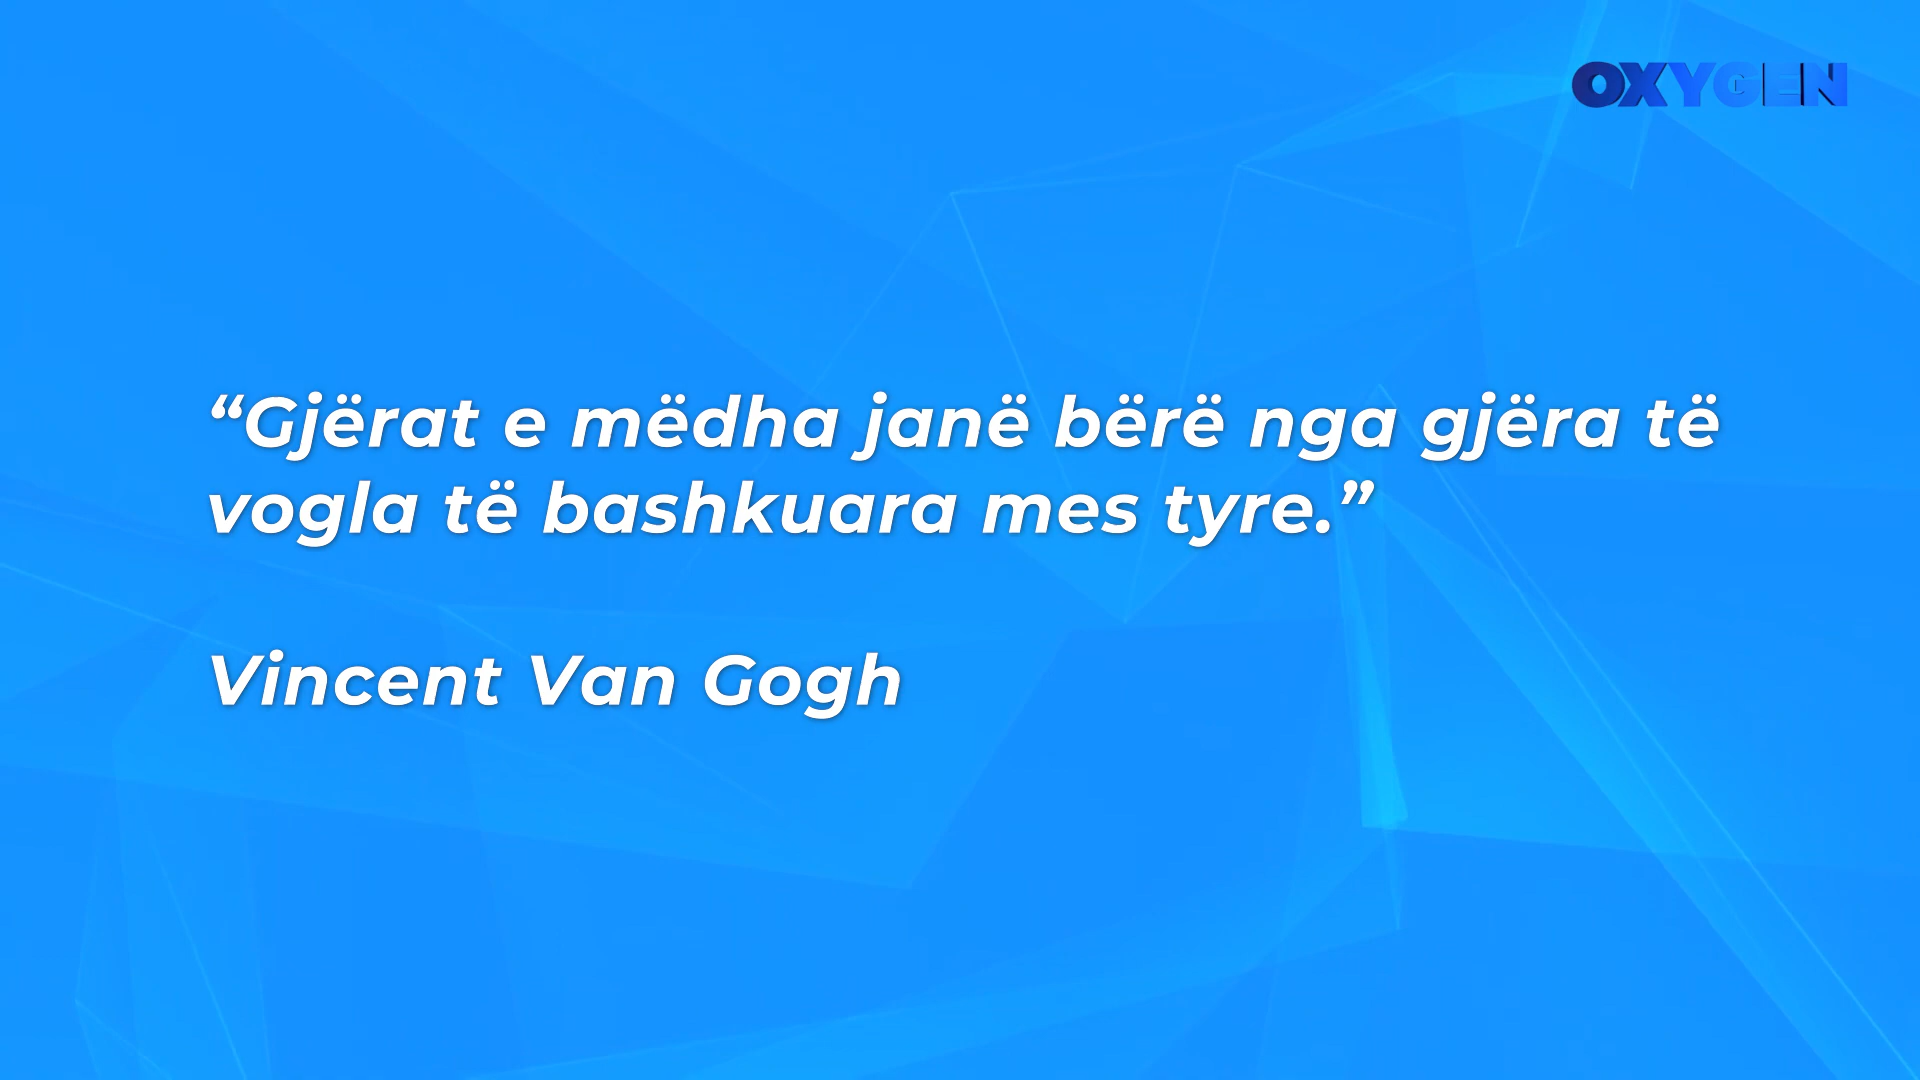 OXYGEN
“Gjërat e mëdha janë bërë nga gjëra të
vogla të bashkuara mes tyre.”
Vincent Van Gogh